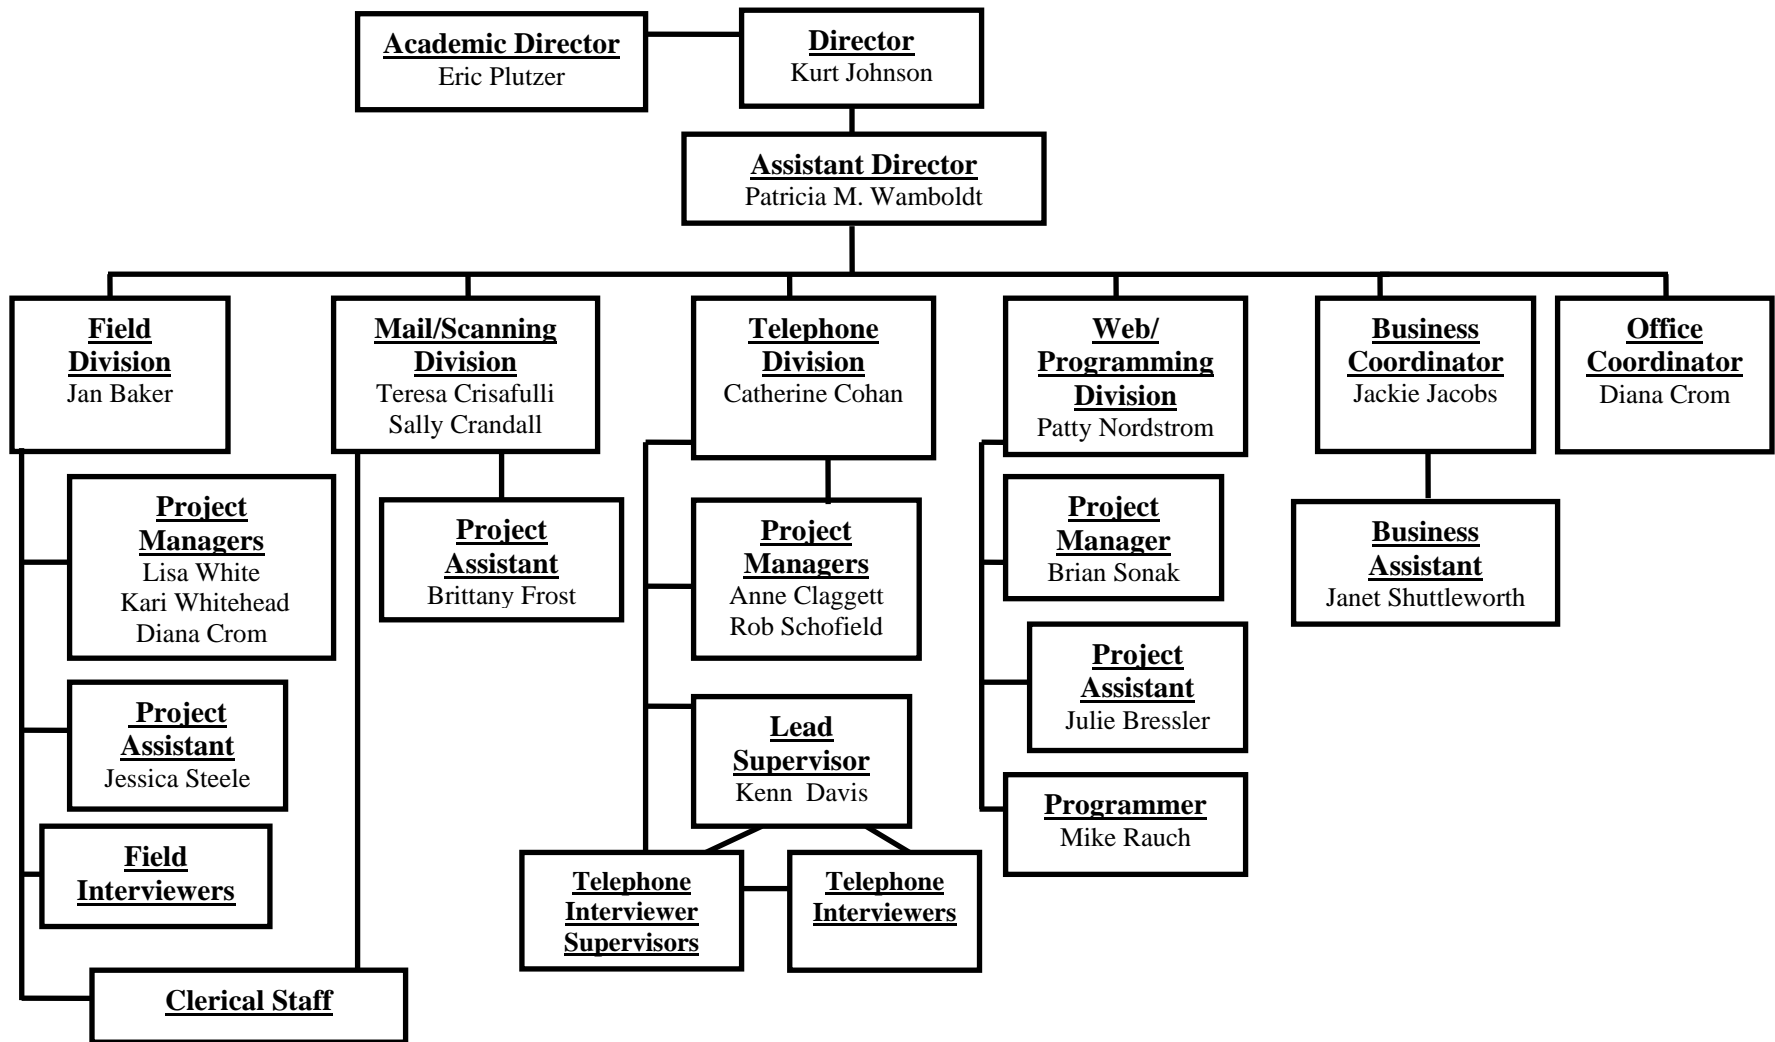 Academic Director
Eric Plutzer
Director
Kurt Johnson
Assistant Director
Patricia M. Wamboldt
Field
Division
Jan Baker
Mail/Scanning
Division
Teresa Crisafulli
Sally Crandall
Telephone
Division
Catherine Cohan
Web/
Programming
Division
Patty Nordstrom
Business
Coordinator
Jackie Jacobs
Office
Coordinator
Diana Crom
Project
Managers
Lisa White
Kari Whitehead
Diana Crom
Project
Assistant
Brittany Frost
Project
Managers
Anne Claggett
Rob Schofield
Project
Manager
Brian Sonak
Business
Assistant
Janet Shuttleworth
Project
Assistant
Jessica Steele
Lead
Supervisor
Kenn Davis
Project
Assistant
Julie Bressler
Programmer
Mike Rauch
Field
Interviewers
Telephone
Interviewer
Supervisors
Telephone
Interviewers
Clerical Staff